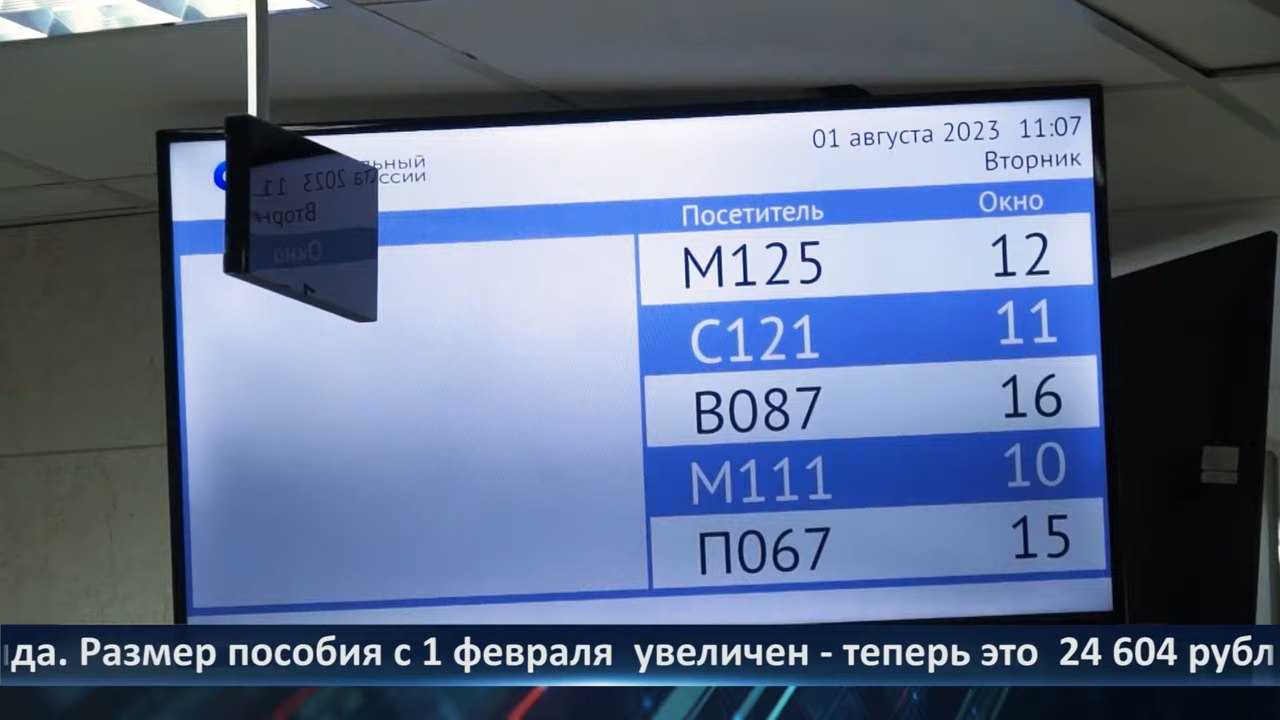 01 августа 2023 11:07
Вторник
Посетитель Окно
М125 12
С121 11
В087 16
М111 10
П067 15
да. Размер пособия с 1 февраля увеличен - теперь это 24 604 рубл